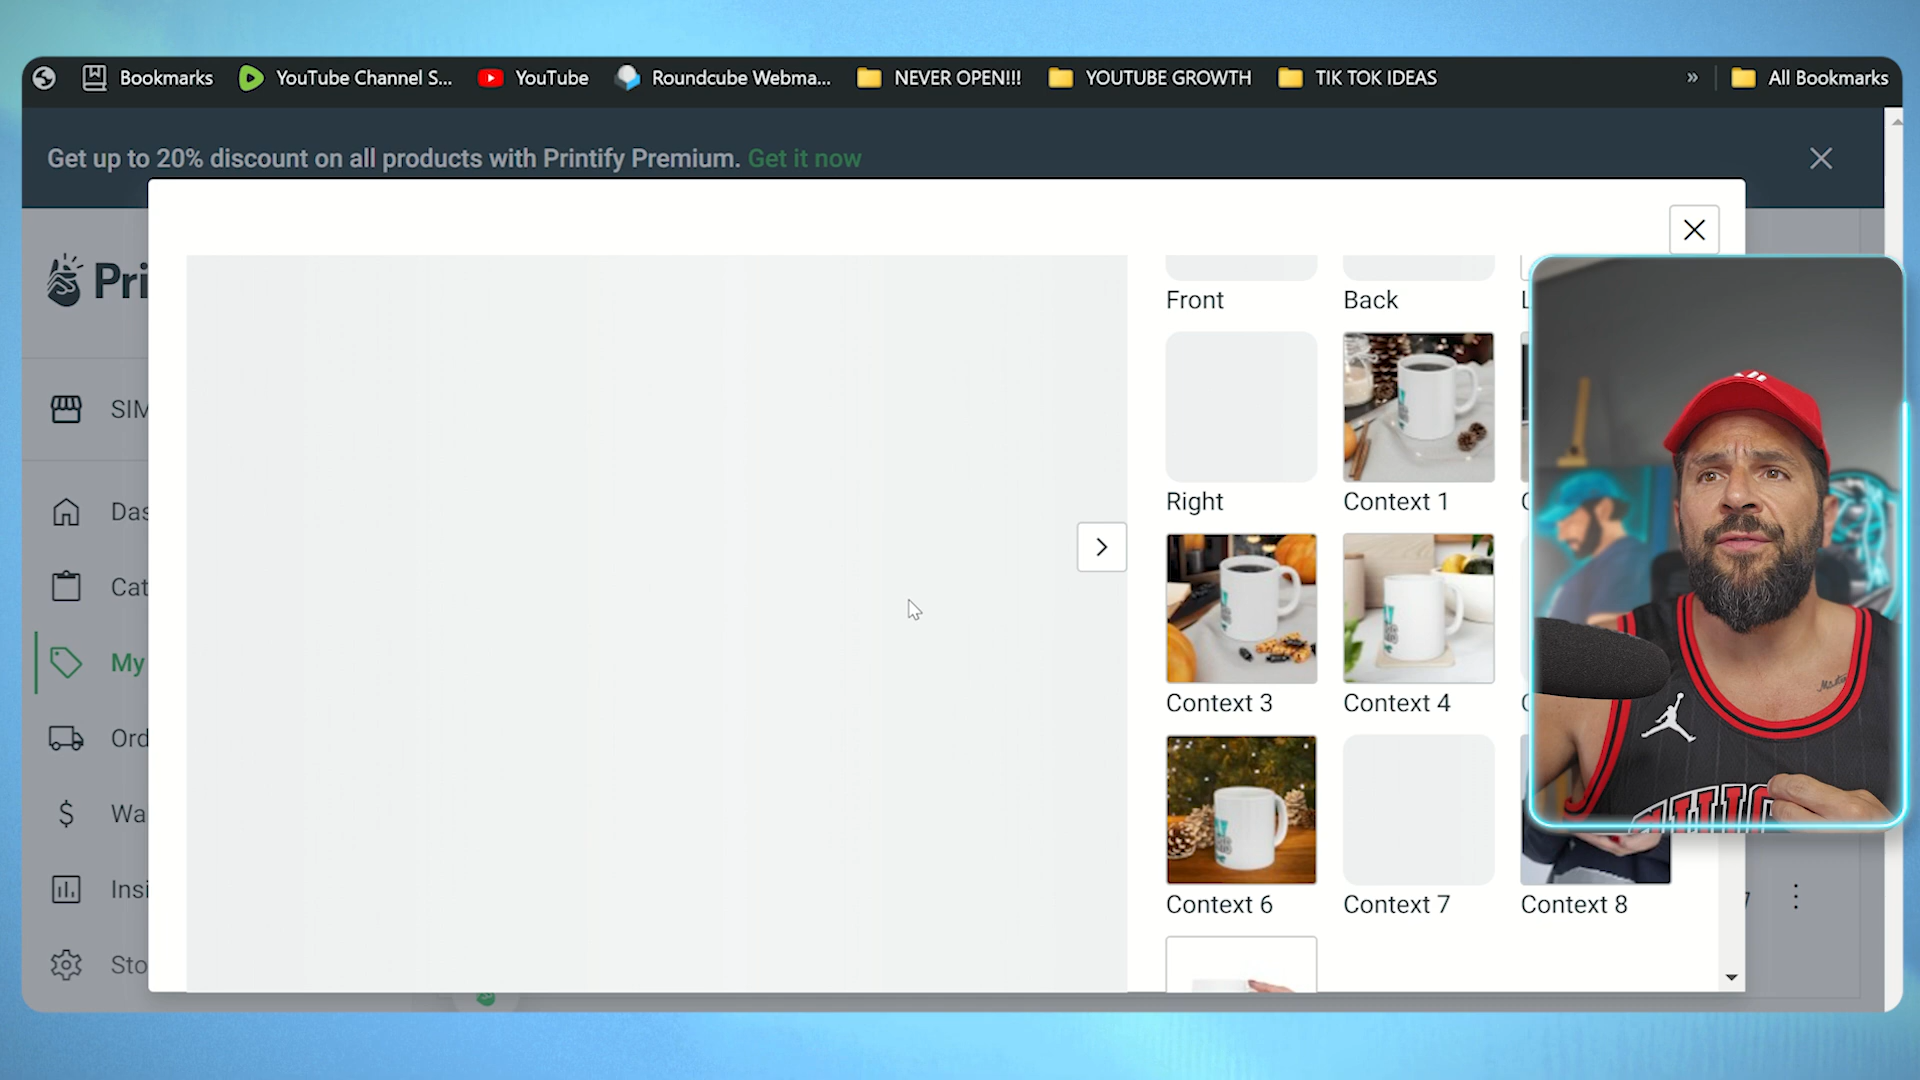 Bookmarks
YouTube Channel S...
YouTube
Roundcube Webma...
NEVER OPEN!!!
YOUTUBE GROWTH
TIK TOK IDEAS
»
All Bookmarks
Get up to 20% discount on all products with Printify Premium. Get it now
Pri
SIM
Das
Cat
My
Ord
Wa
Insi
Sto
Front
Back
L
Right
Context 1
C
Context 3
Context 4
C
Context 6
Context 7
Context 8